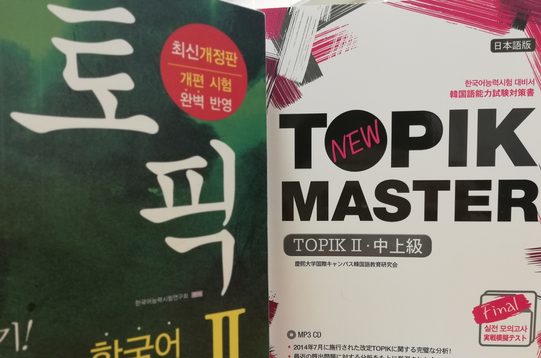 토픽
최신개정판
개편 시험
완벽 반영
한국어능력시험연구회
기!
한국어 II
日本語版
한국어능력시험 대비서
韓国語能力試験対策書
NEW
TOPIK
MASTER
TOPIK II · 中上級
慶熙大学国際キャンパス韓国語教育研究会
Final
실전 모의고사
実戦模擬テスト
MP3 CD
• 2014年7月に施行された改定TOPIKに関する完璧な分析!